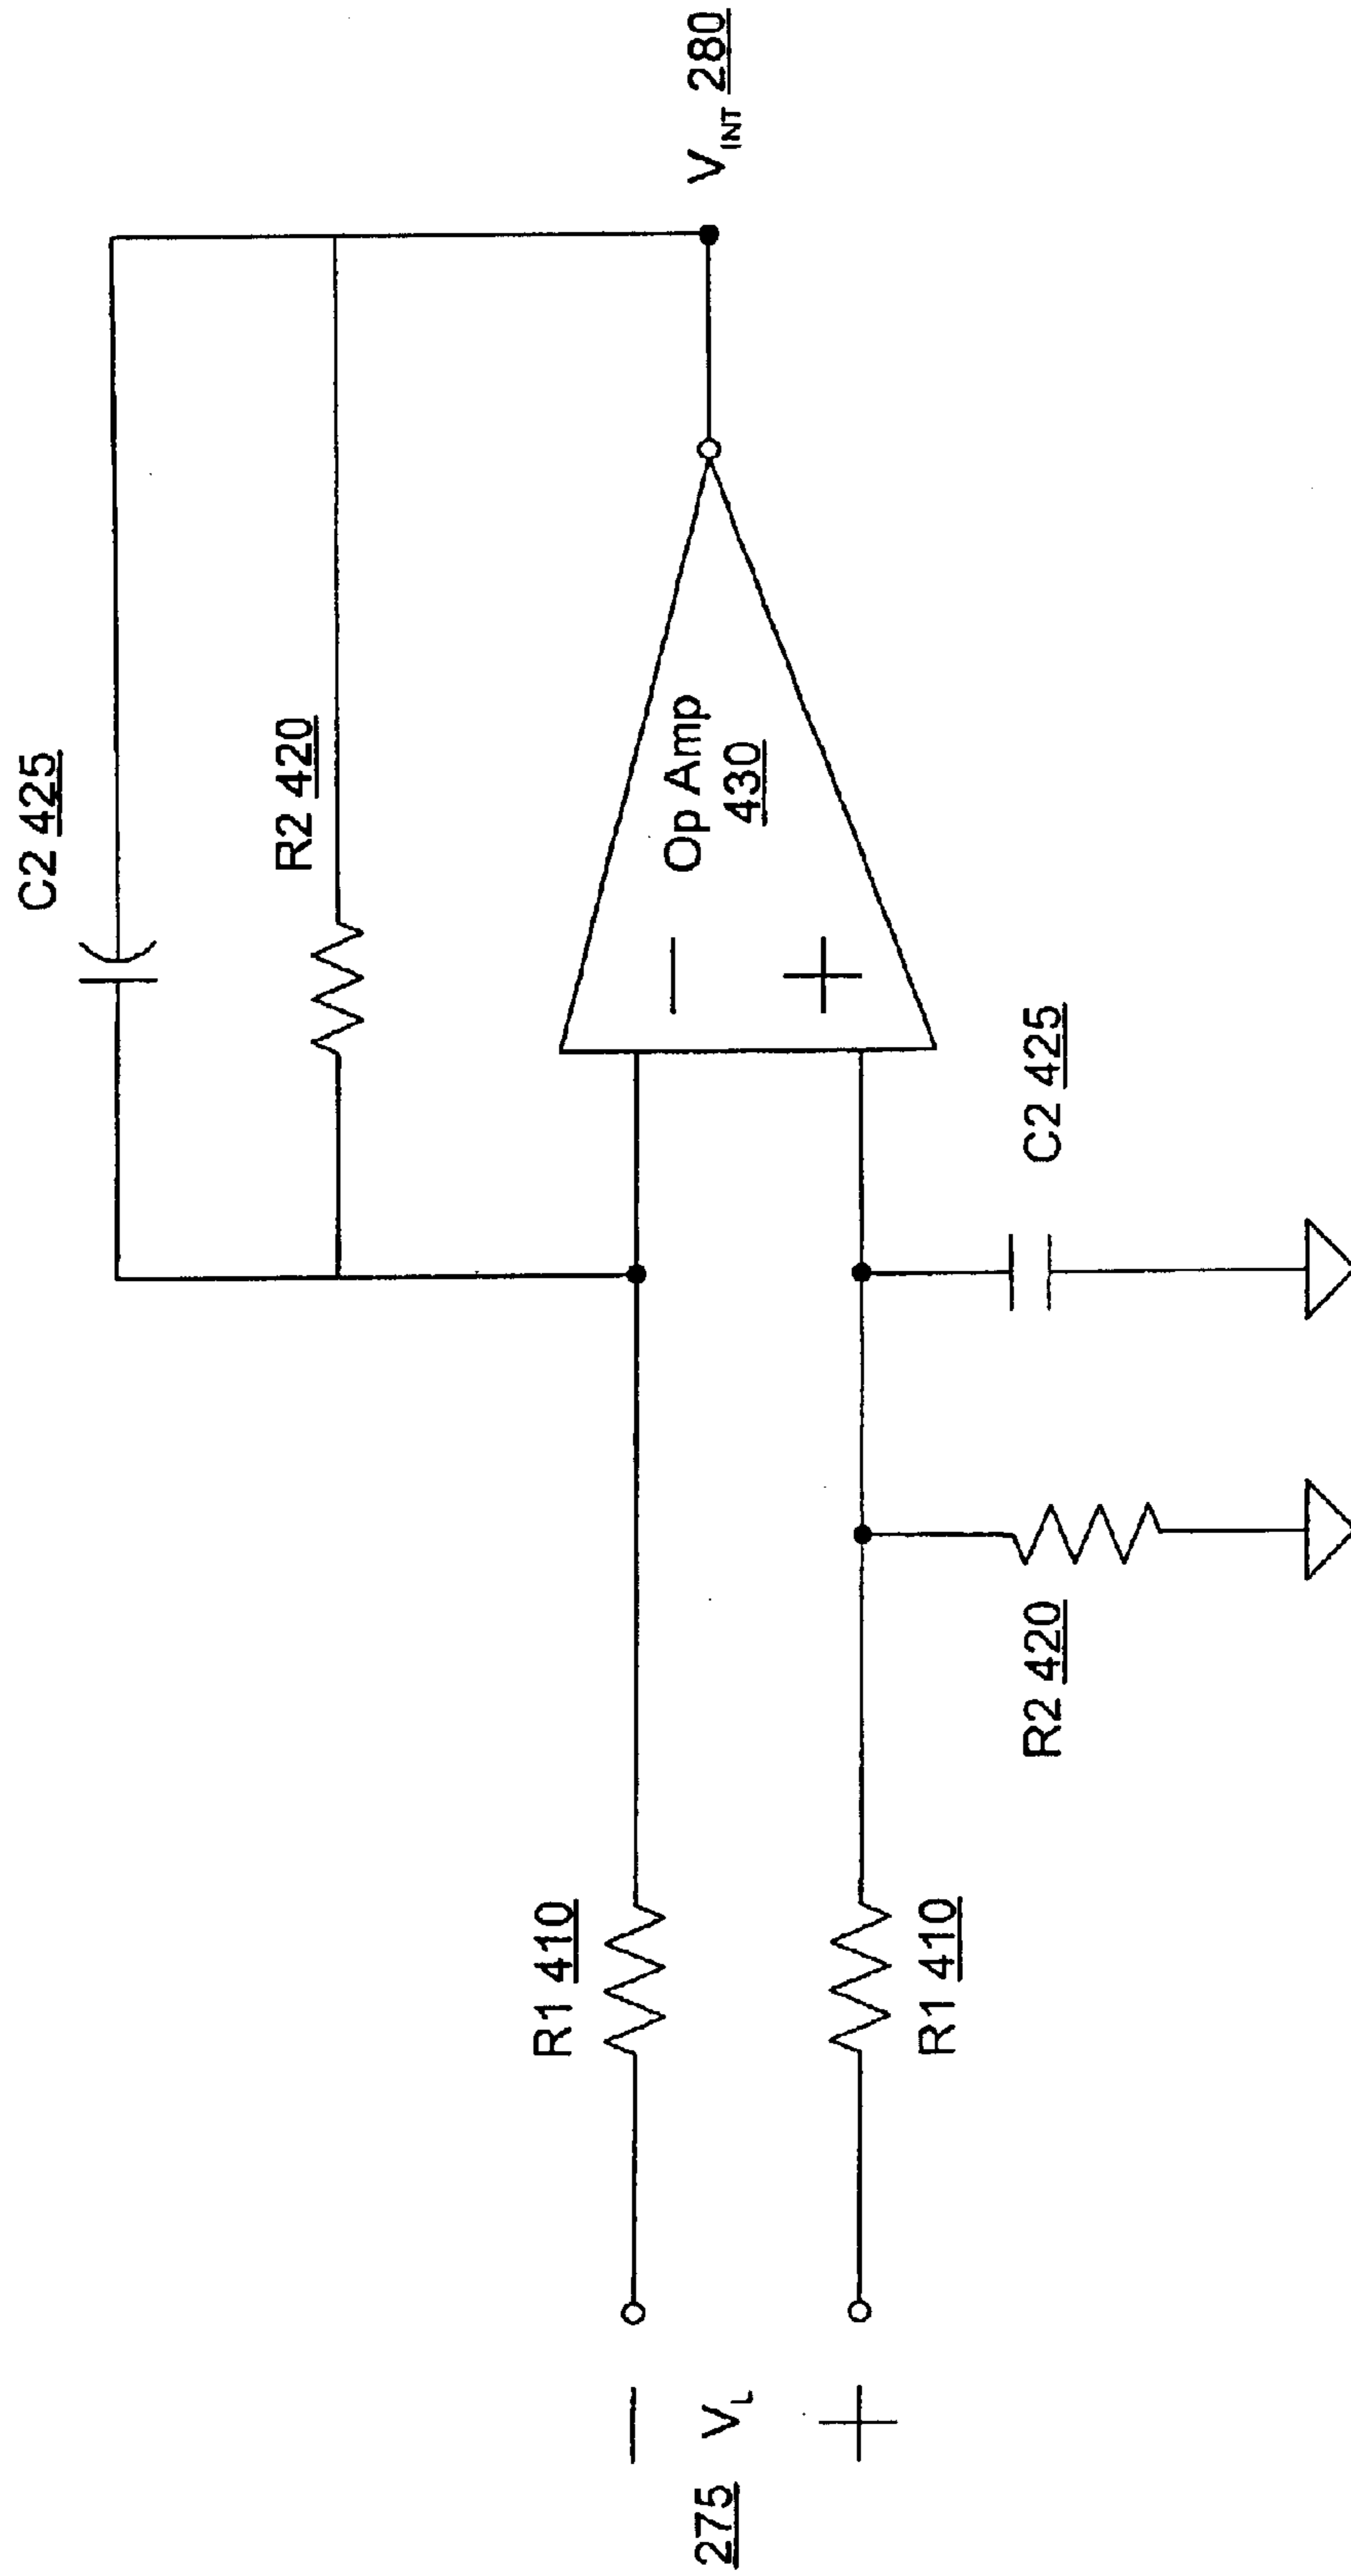 C2 425
R2 420
V_INT 280
Op Amp
430
−
+
R1 410
C2 425
R2 420
R1 410
−
V_L
+
275